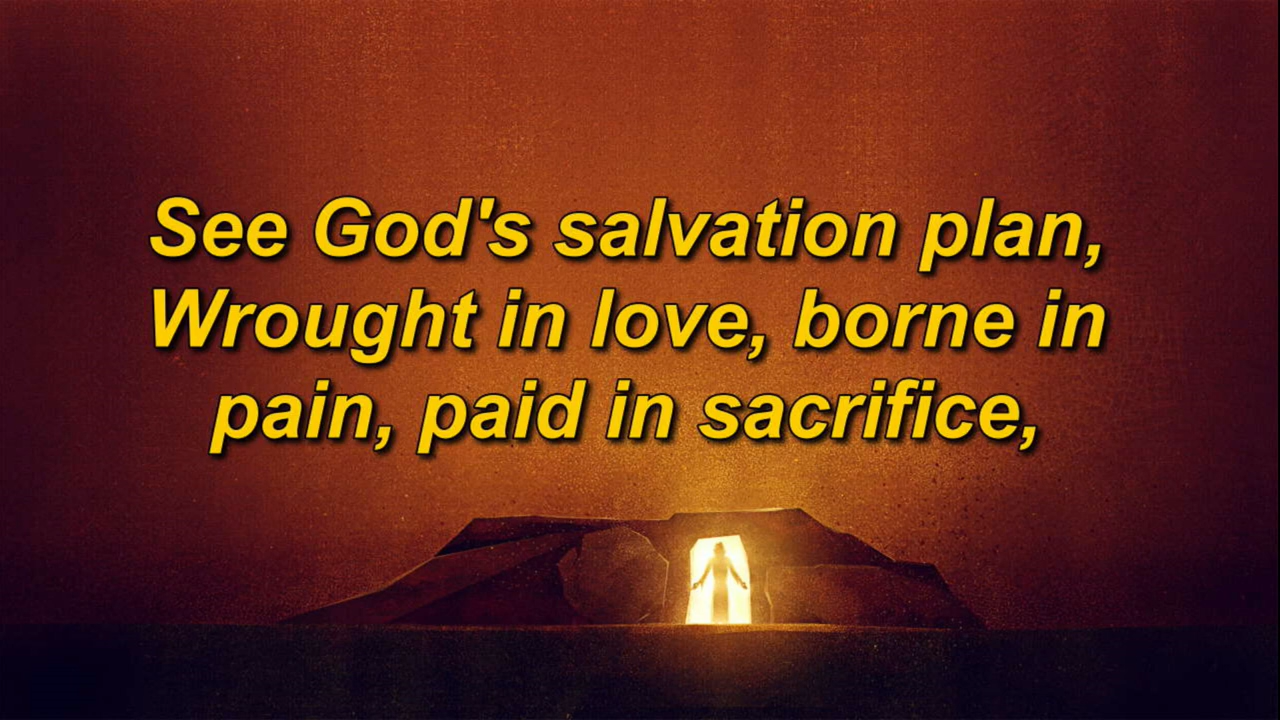 See God's salvation plan,
Wrought in love, borne in
pain, paid in sacrifice,